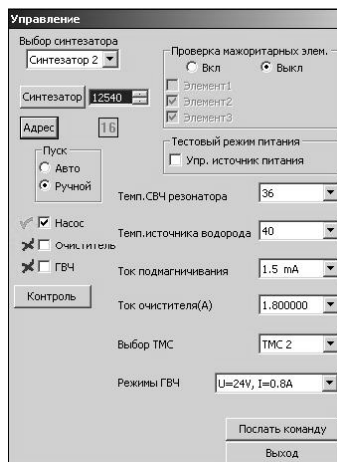 Управление
Выбор синтезатора
Синтезатор 2
Проверка мажоритарных элем.
Вкл
Выкл
Элемент1
Элемент2
Элемент3
Синтезатор
12540
Адрес
16
Тестовый режим питания
Упр. источник питания
Пуск
Авто
Ручной
Темп.СВЧ резонатора
36
Насос
Очиститель
ГВЧ
Темп.источника водорода
40
Ток подмагничивания
1.5 mA
Контроль
Ток очистителя(А)
1.800000
Выбор ТМС
ТМС 2
Режимы ГВЧ
U=24V, I=0.8A
Послать команду
Выход